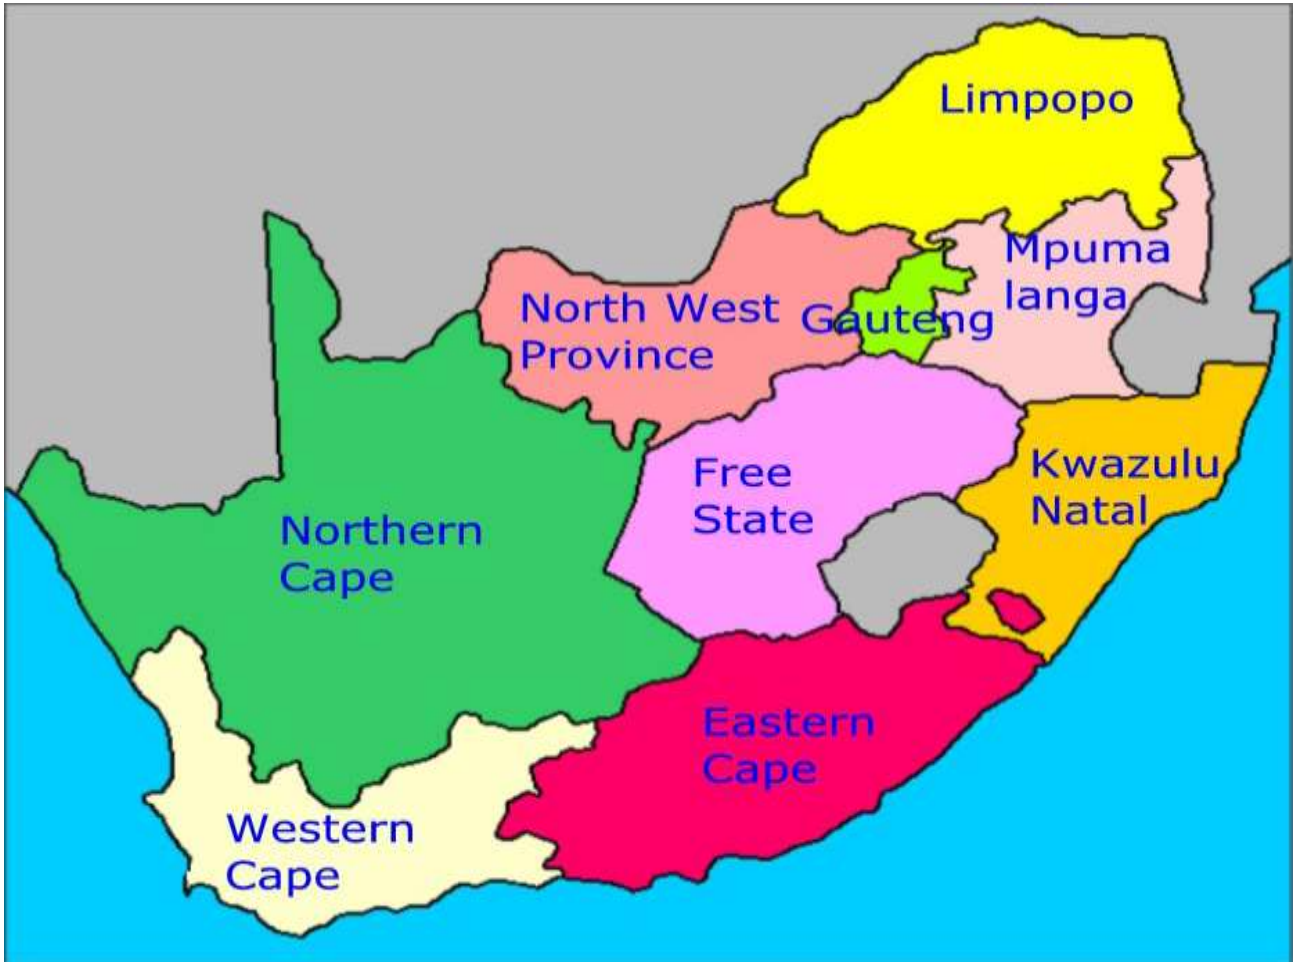 Limpopo
Mpuma
langa
North West
Province
Gauteng
Free
State
Kwazulu
Natal
Northern
Cape
Eastern
Cape
Western
Cape